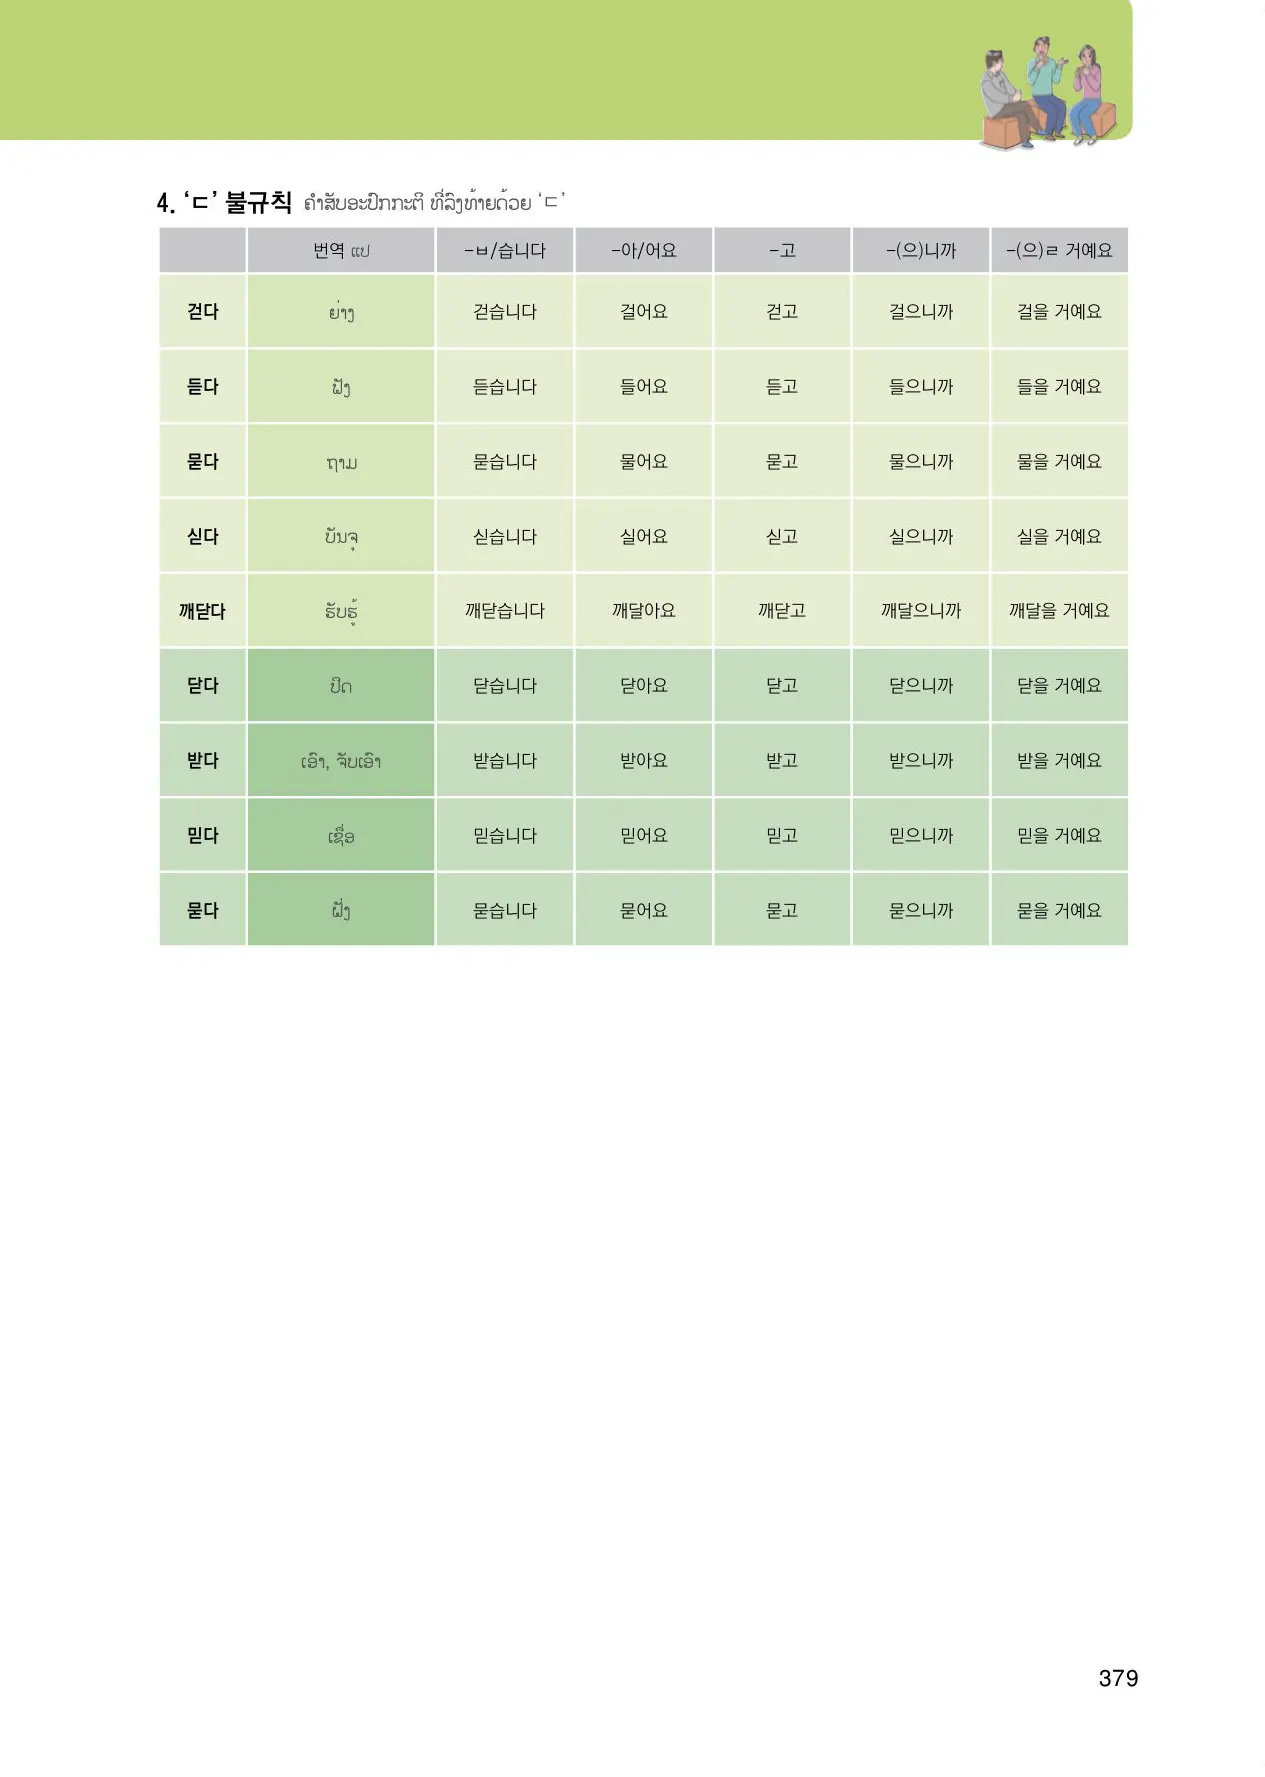 4. ‘ㄷ’ 불규칙 ຄຳສັບອະປົກກະຕິ ທີ່ລົງທ້າຍດ້ວຍ ‘ㄷ’
번역 ແປ -ㅂ/습니다 -아/어요 -고 -(으)니까 -(으)ㄹ 거예요
걷다 ຍ່າງ 걷습니다 걸어요 걷고 걸으니까 걸을 거예요
듣다 ຟັງ 듣습니다 들어요 듣고 들으니까 들을 거예요
묻다 ຖາມ 묻습니다 물어요 묻고 물으니까 물을 거예요
싣다 ບັນຈຸ 싣습니다 실어요 싣고 실으니까 실을 거예요
깨닫다 ຮັບຮູ້ 깨닫습니다 깨달아요 깨닫고 깨달으니까 깨달을 거예요
닫다 ປິດ 닫습니다 닫아요 닫고 닫으니까 닫을 거예요
받다 ເອົາ, ຈັບເອົາ 받습니다 받아요 받고 받으니까 받을 거예요
믿다 ເຊື່ອ 믿습니다 믿어요 믿고 믿으니까 믿을 거예요
묻다 ຝັງ 묻습니다 묻어요 묻고 묻으니까 묻을 거예요
379